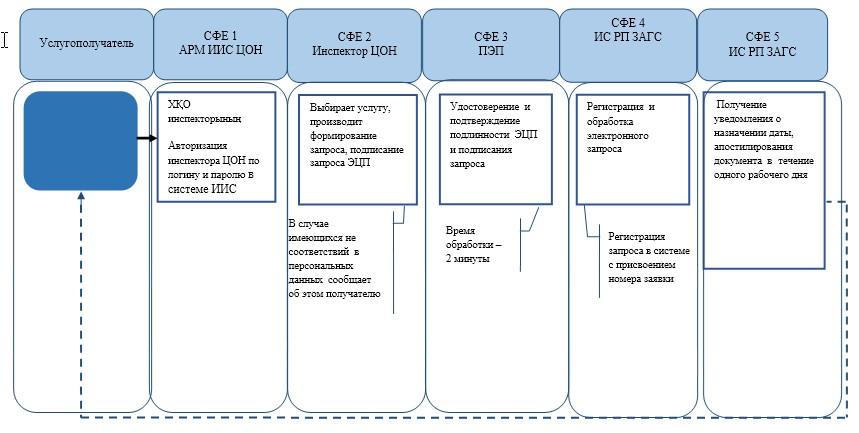 Услугополучатель
СФЕ 1
АРМ ИИС ЦОН
СФЕ 2
Инспектор ЦОН
СФЕ 3
ПЭП
СФЕ 4
ИС РП ЗАГС
СФЕ 5
ИС РП ЗАГС
ХҚО
инспекторының
Авторизация
инспектора ЦОН по
логину и паролю в
системе ИИС
Выбирает услугу,
производит
формирование
запроса, подписание
запроса ЭЦП
В случае
имеющихся не
соответствий в
персональных
данных сообщает
об этом получателю
Удостоверение и
подтверждение
подлинности ЭЦП
и подписания
запроса
Время
обработки –
2 минуты
Регистрация и
обработка
электронного
запроса
Регистрация
запроса в системе
с присвоением
номера заявки
Получение
уведомления о
назначении даты,
апостилирования
документа в течение
одного рабочего дня